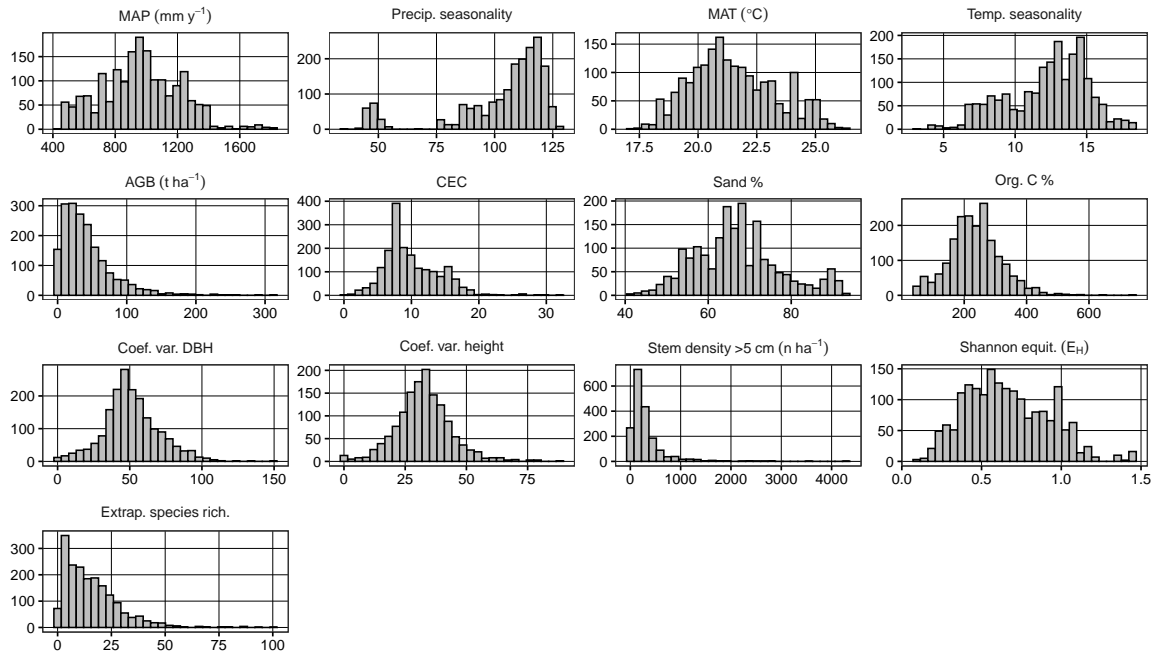 MAP (mm y⁻¹)
150
100
50
0
400 800 1200 1600
Precip. seasonality
200
100
0
50 75 100 125
MAT (°C)
150
100
50
0
17.5 20.0 22.5 25.0
Temp. seasonality
200
150
100
50
0
5 10 15
AGB (t ha⁻¹)
300
200
100
0
0 100 200 300
CEC
400
300
200
100
0
0 10 20 30
Sand %
200
150
100
50
0
40 60 80
Org. C %
200
100
0
200 400 600
Coef. var. DBH
200
100
0
0 50 100 150
Coef. var. height
200
150
100
50
0
0 25 50 75
Stem density >5 cm (n ha⁻¹)
600
400
200
0
0 1000 2000 3000 4000
Shannon equit. (E_H)
150
100
50
0
0.0 0.5 1.0 1.5
Extrap. species rich.
300
200
100
0
0 25 50 75 100